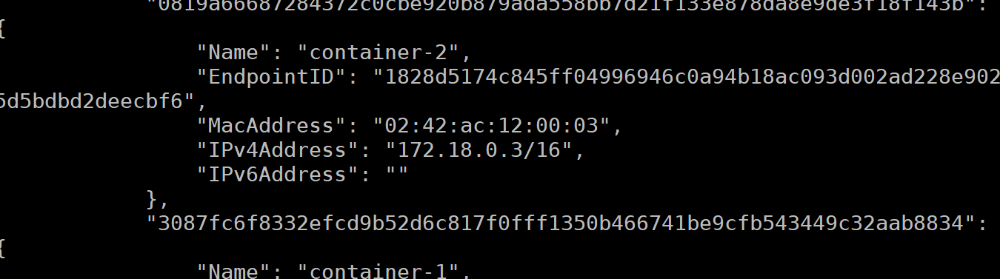 "0819a66687284372c0cbe920b879ada558bb7d21f133e878da8e9de3f18f143b":
{
"Name": "container-2",
"EndpointID": "1828d5174c845ff04996946c0a94b18ac093d002ad228e902
5d5bdbd2deecbf6",
"MacAddress": "02:42:ac:12:00:03",
"IPv4Address": "172.18.0.3/16",
"IPv6Address": ""
},
"3087fc6f8332efcd9b52d6c817f0fff1350b466741be9cfb543449c32aab8834":
{
"Name": "container-1",